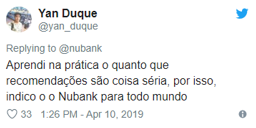 Yan Duque
@yan_duque
Replying to @nubank
Aprendi na prática o quanto que
recomendações são coisa séria, por isso,
indico o o Nubank para todo mundo
33 1:26 PM - Apr 10, 2019